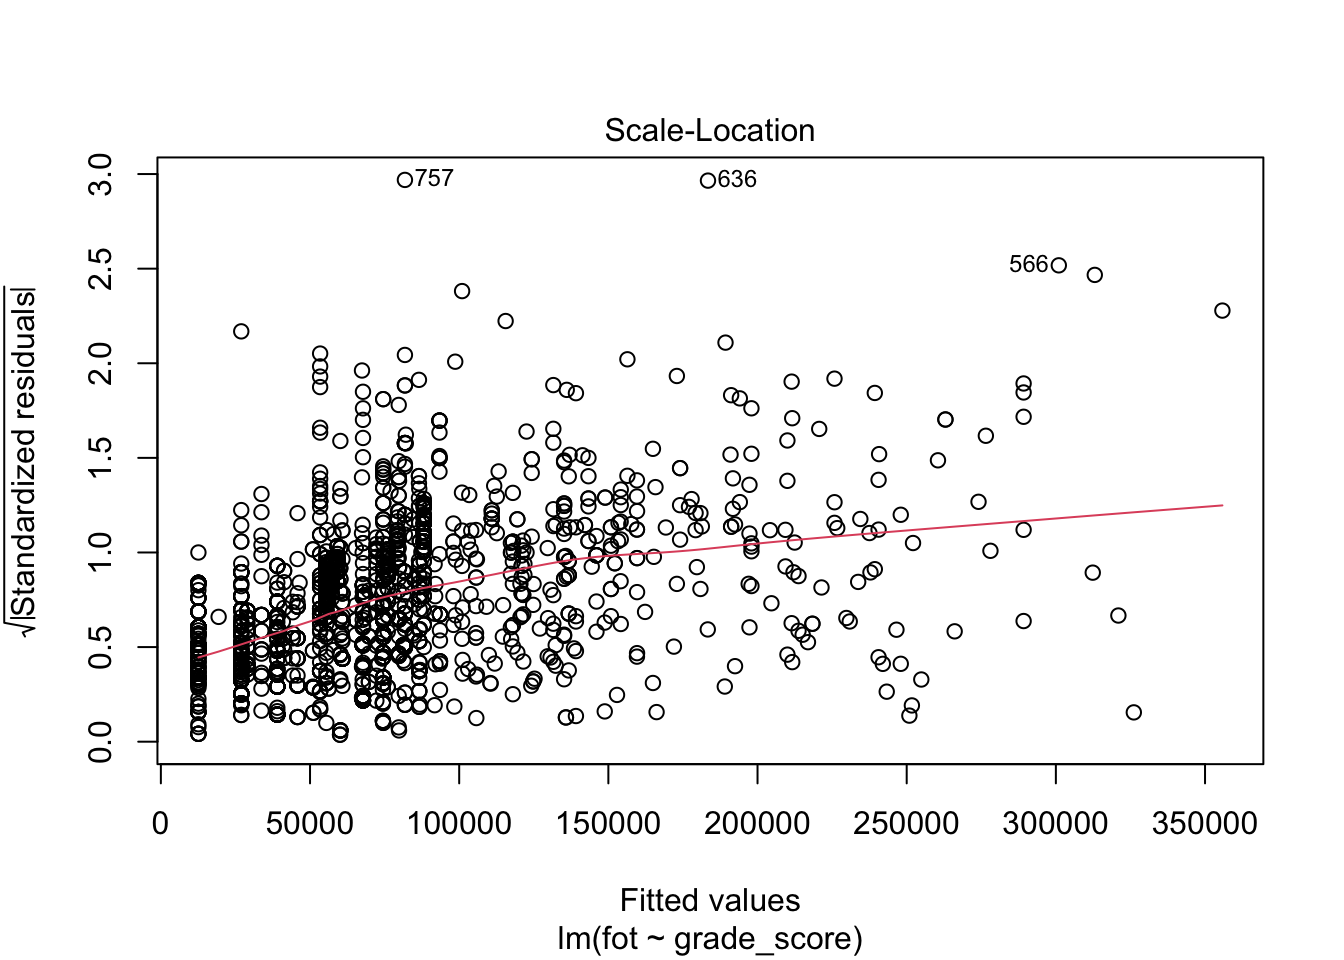 Scale-Location
√|Standardized residuals|
3.0
2.5
2.0
1.5
1.0
0.5
0.0
757
636
566
0 50000 100000 150000 200000 250000 300000 350000
Fitted values
lm(fot ~ grade_score)